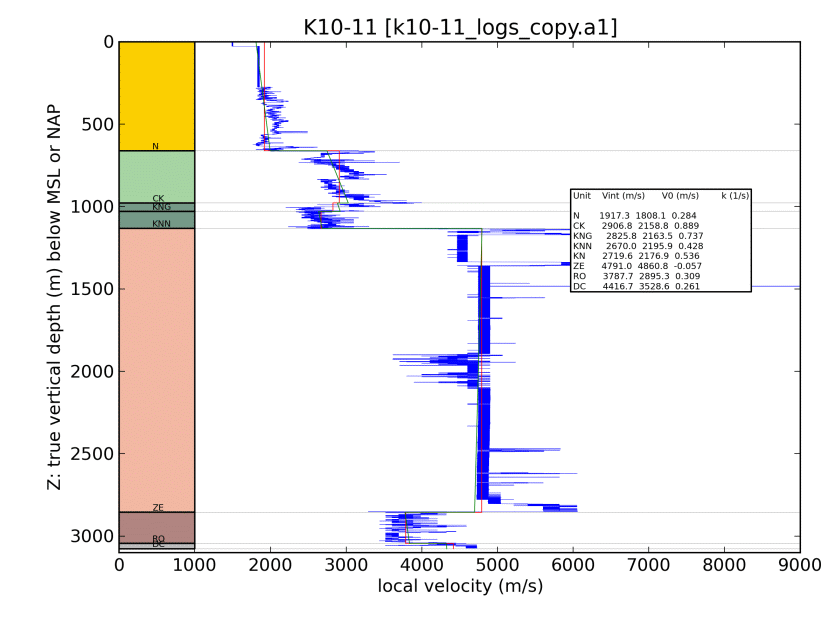 K10-11 [k10-11_logs_copy.a1]
0
500
1000
1500
2000
2500
3000
Z: true vertical depth (m) below MSL or NAP
N
CK
KNG
KNN
ZE
RO
DC
Unit Vint (m/s) V0 (m/s) k (1/s)
N 1917.3 1808.1 0.284
CK 2906.8 2158.8 0.889
KNG 2825.8 2163.5 0.737
KNN 2670.0 2195.9 0.428
KN 2719.6 2176.9 0.536
ZE 4791.0 4860.8 -0.057
RO 3787.7 2895.3 0.309
DC 4416.7 3528.6 0.261
0 1000 2000 3000 4000 5000 6000 7000 8000 9000
local velocity (m/s)